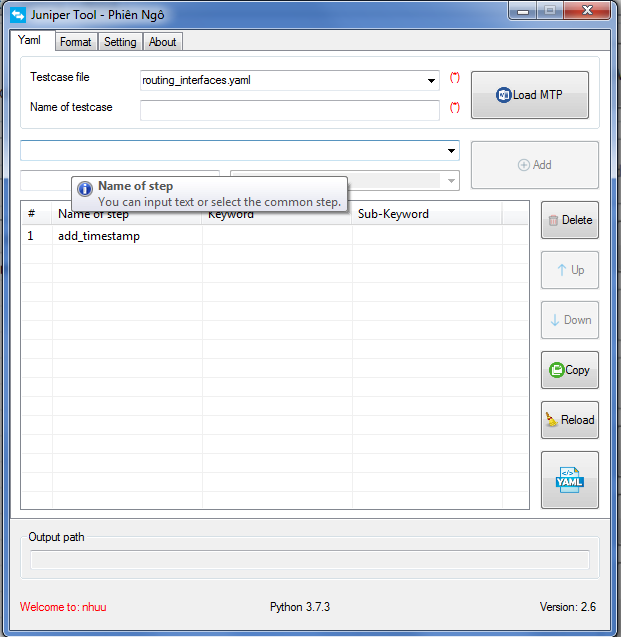 Juniper Tool - Phiên Ngô
Yaml Format Setting About
Testcase file routing_interfaces.yaml (*) Load MTP
Name of testcase (*)
Add
Name of step
You can input text or select the common step.
# Name of step Keyword Sub-Keyword
1 add_timestamp
Delete
Up
Down
Copy
Reload
YAML
Output path
Welcome to: nhuu Python 3.7.3 Version: 2.6